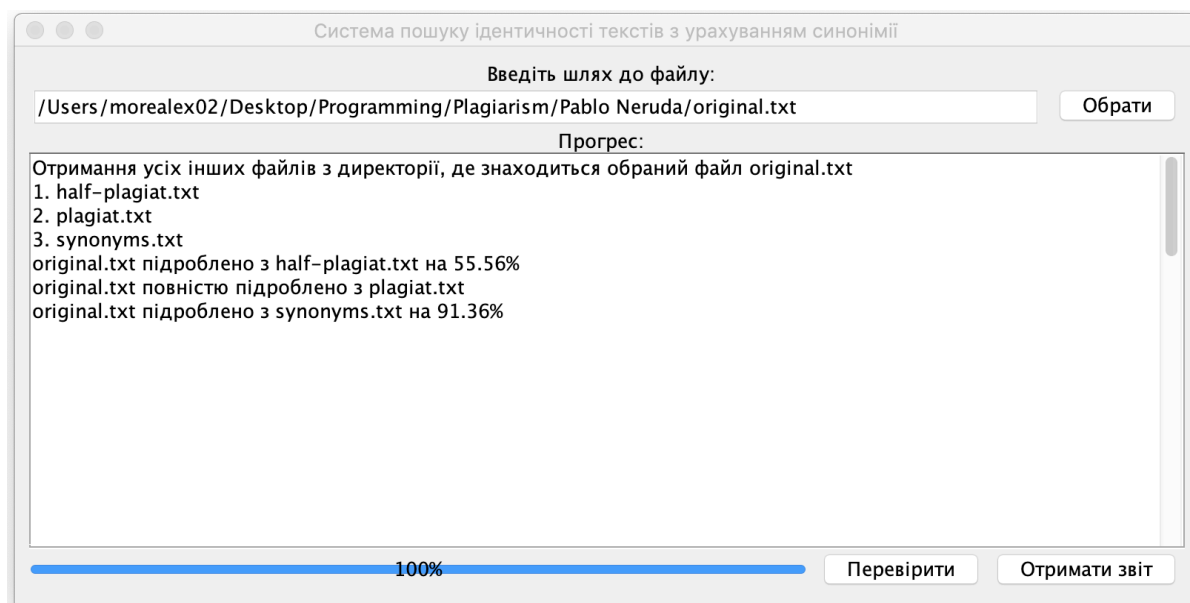 Система пошуку ідентичності текстів з урахуванням синонімії
Введіть шлях до файлу:
/Users/morealex02/Desktop/Programming/Plagiarism/Pablo Neruda/original.txt
Обрати
Прогрес:
Отримання усіх інших файлів з директорії, де знаходиться обраний файл original.txt
1. half-plagiat.txt
2. plagiat.txt
3. synonyms.txt
original.txt підроблено з half-plagiat.txt на 55.56%
original.txt повністю підроблено з plagiat.txt
original.txt підроблено з synonyms.txt на 91.36%
100%
Перевірити
Отримати звіт